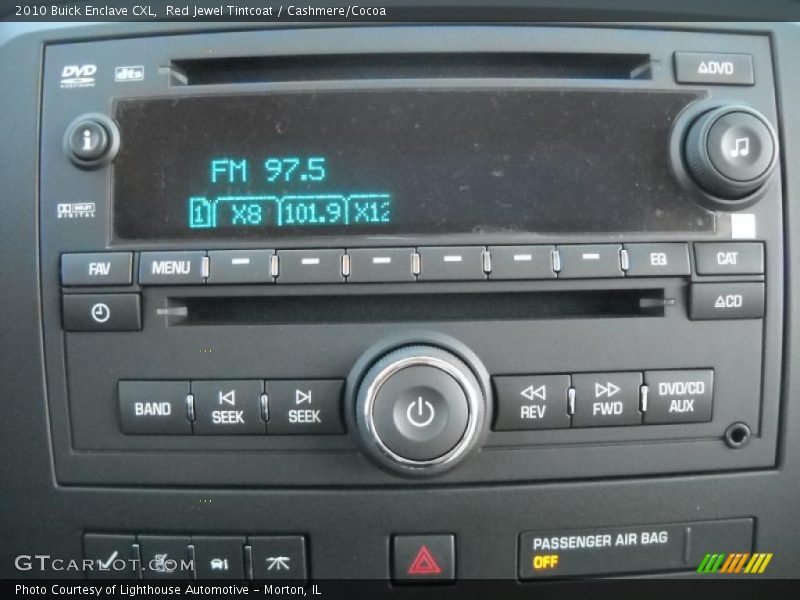 2010 Buick Enclave CXL, Red Jewel Tintcoat / Cashmere/Cocoa
DVD
dts
DVD
i
FM 97.5
1 X8 101.9 X12
DOLBY
DIGITAL
FAV
MENU
EQ
CAT
CD
BAND
SEEK
SEEK
REV
FWD
DVD/CD
AUX
PASSENGER AIR BAG
OFF
GTCARLOT.COM
Photo Courtesy of Lighthouse Automotive - Morton, IL